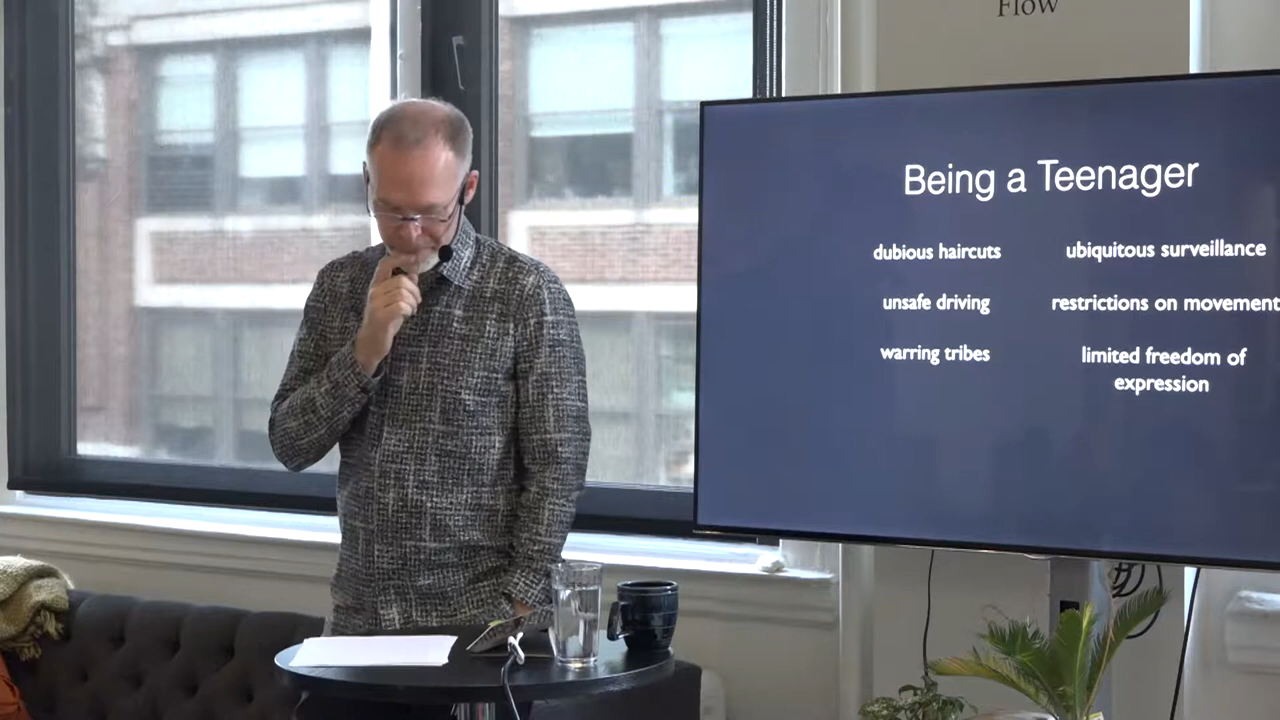 Flow
Being a Teenager
dubious haircuts
ubiquitous surveillance
unsafe driving
restrictions on movement
warring tribes
limited freedom of
expression